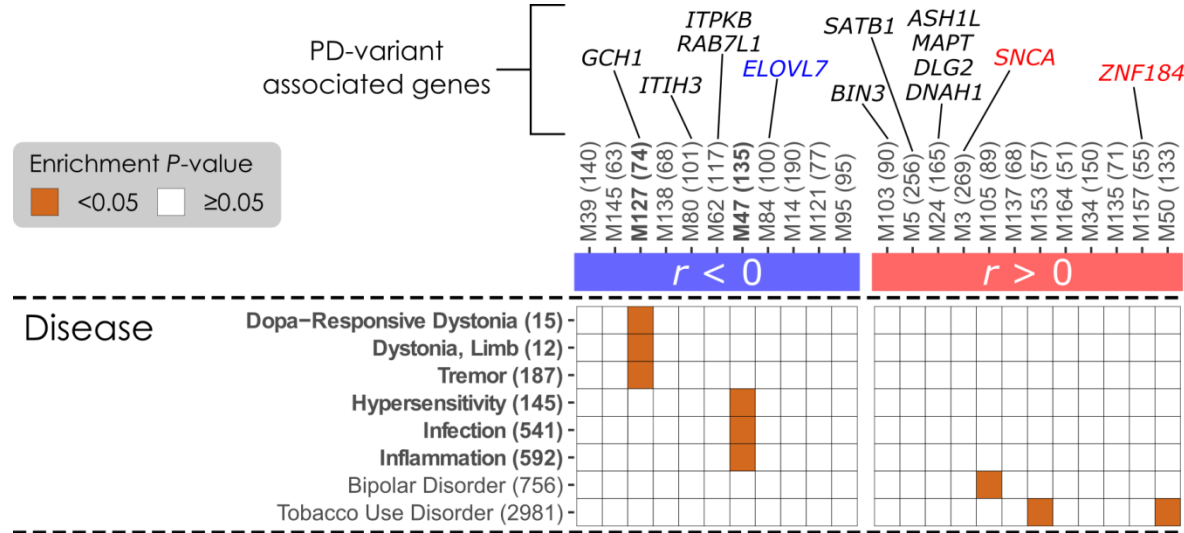 PD-variant
associated genes
GCH1
ITIH3
ITPKB
RAB7L1
ELOVL7
BIN3
SATB1
ASH1L
MAPT
DLG2
DNAH1
SNCA
ZNF184
Enrichment P-value
<0.05
≥0.05
M39 (140)
M145 (63)
M127 (74)
M138 (68)
M80 (101)
M62 (117)
M47 (135)
M84 (100)
M14 (190)
M121 (77)
M95 (95)
M103 (90)
M5 (256)
M24 (165)
M3 (269)
M105 (89)
M137 (68)
M153 (57)
M164 (51)
M34 (150)
M135 (71)
M157 (55)
M50 (133)
r < 0
r > 0
Disease
Dopa−Responsive Dystonia (15)
Dystonia, Limb (12)
Tremor (187)
Hypersensitivity (145)
Infection (541)
Inflammation (592)
Bipolar Disorder (756)
Tobacco Use Disorder (2981)